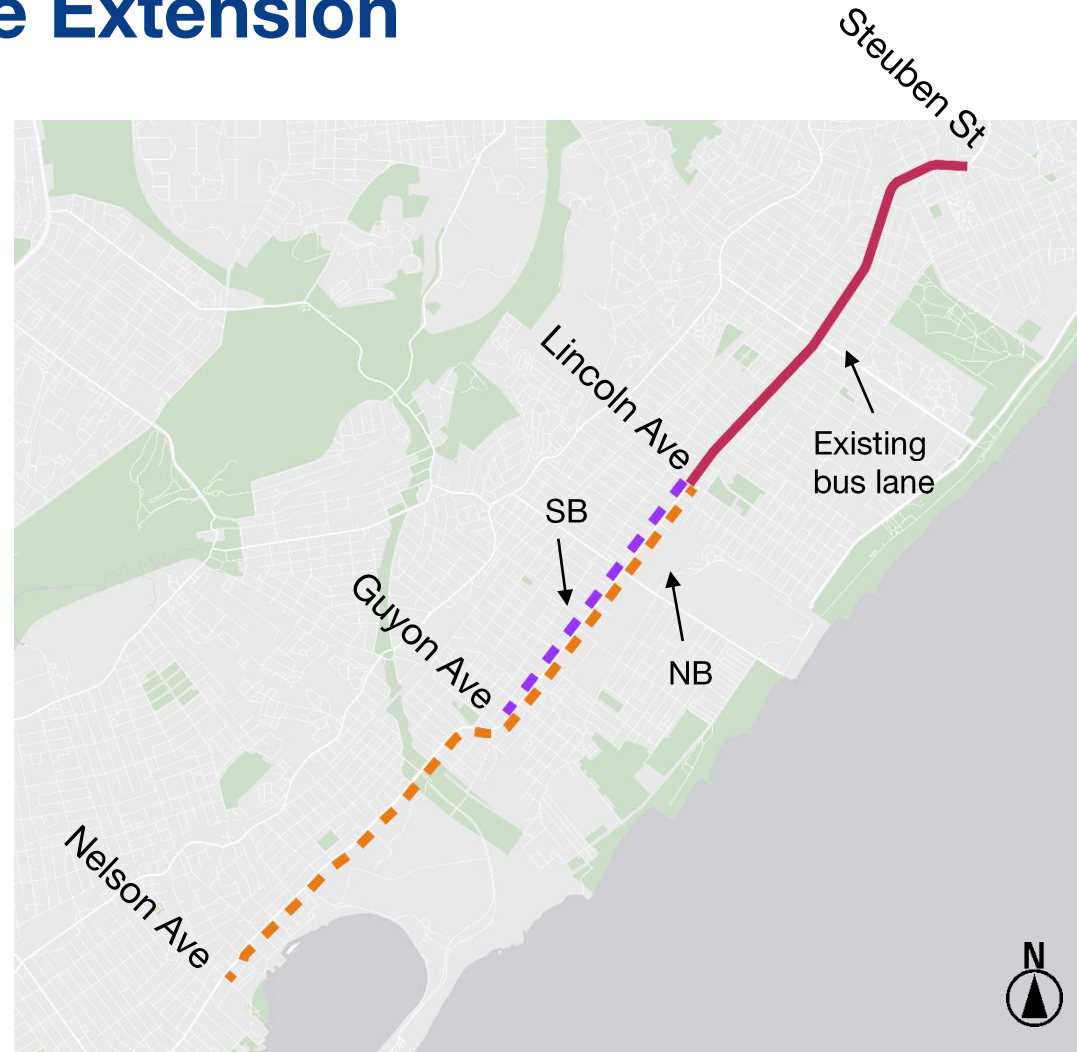 e Extension
Steuben St
Lincoln Ave
Existing
bus lane
SB
Guyon Ave
NB
Nelson Ave
N